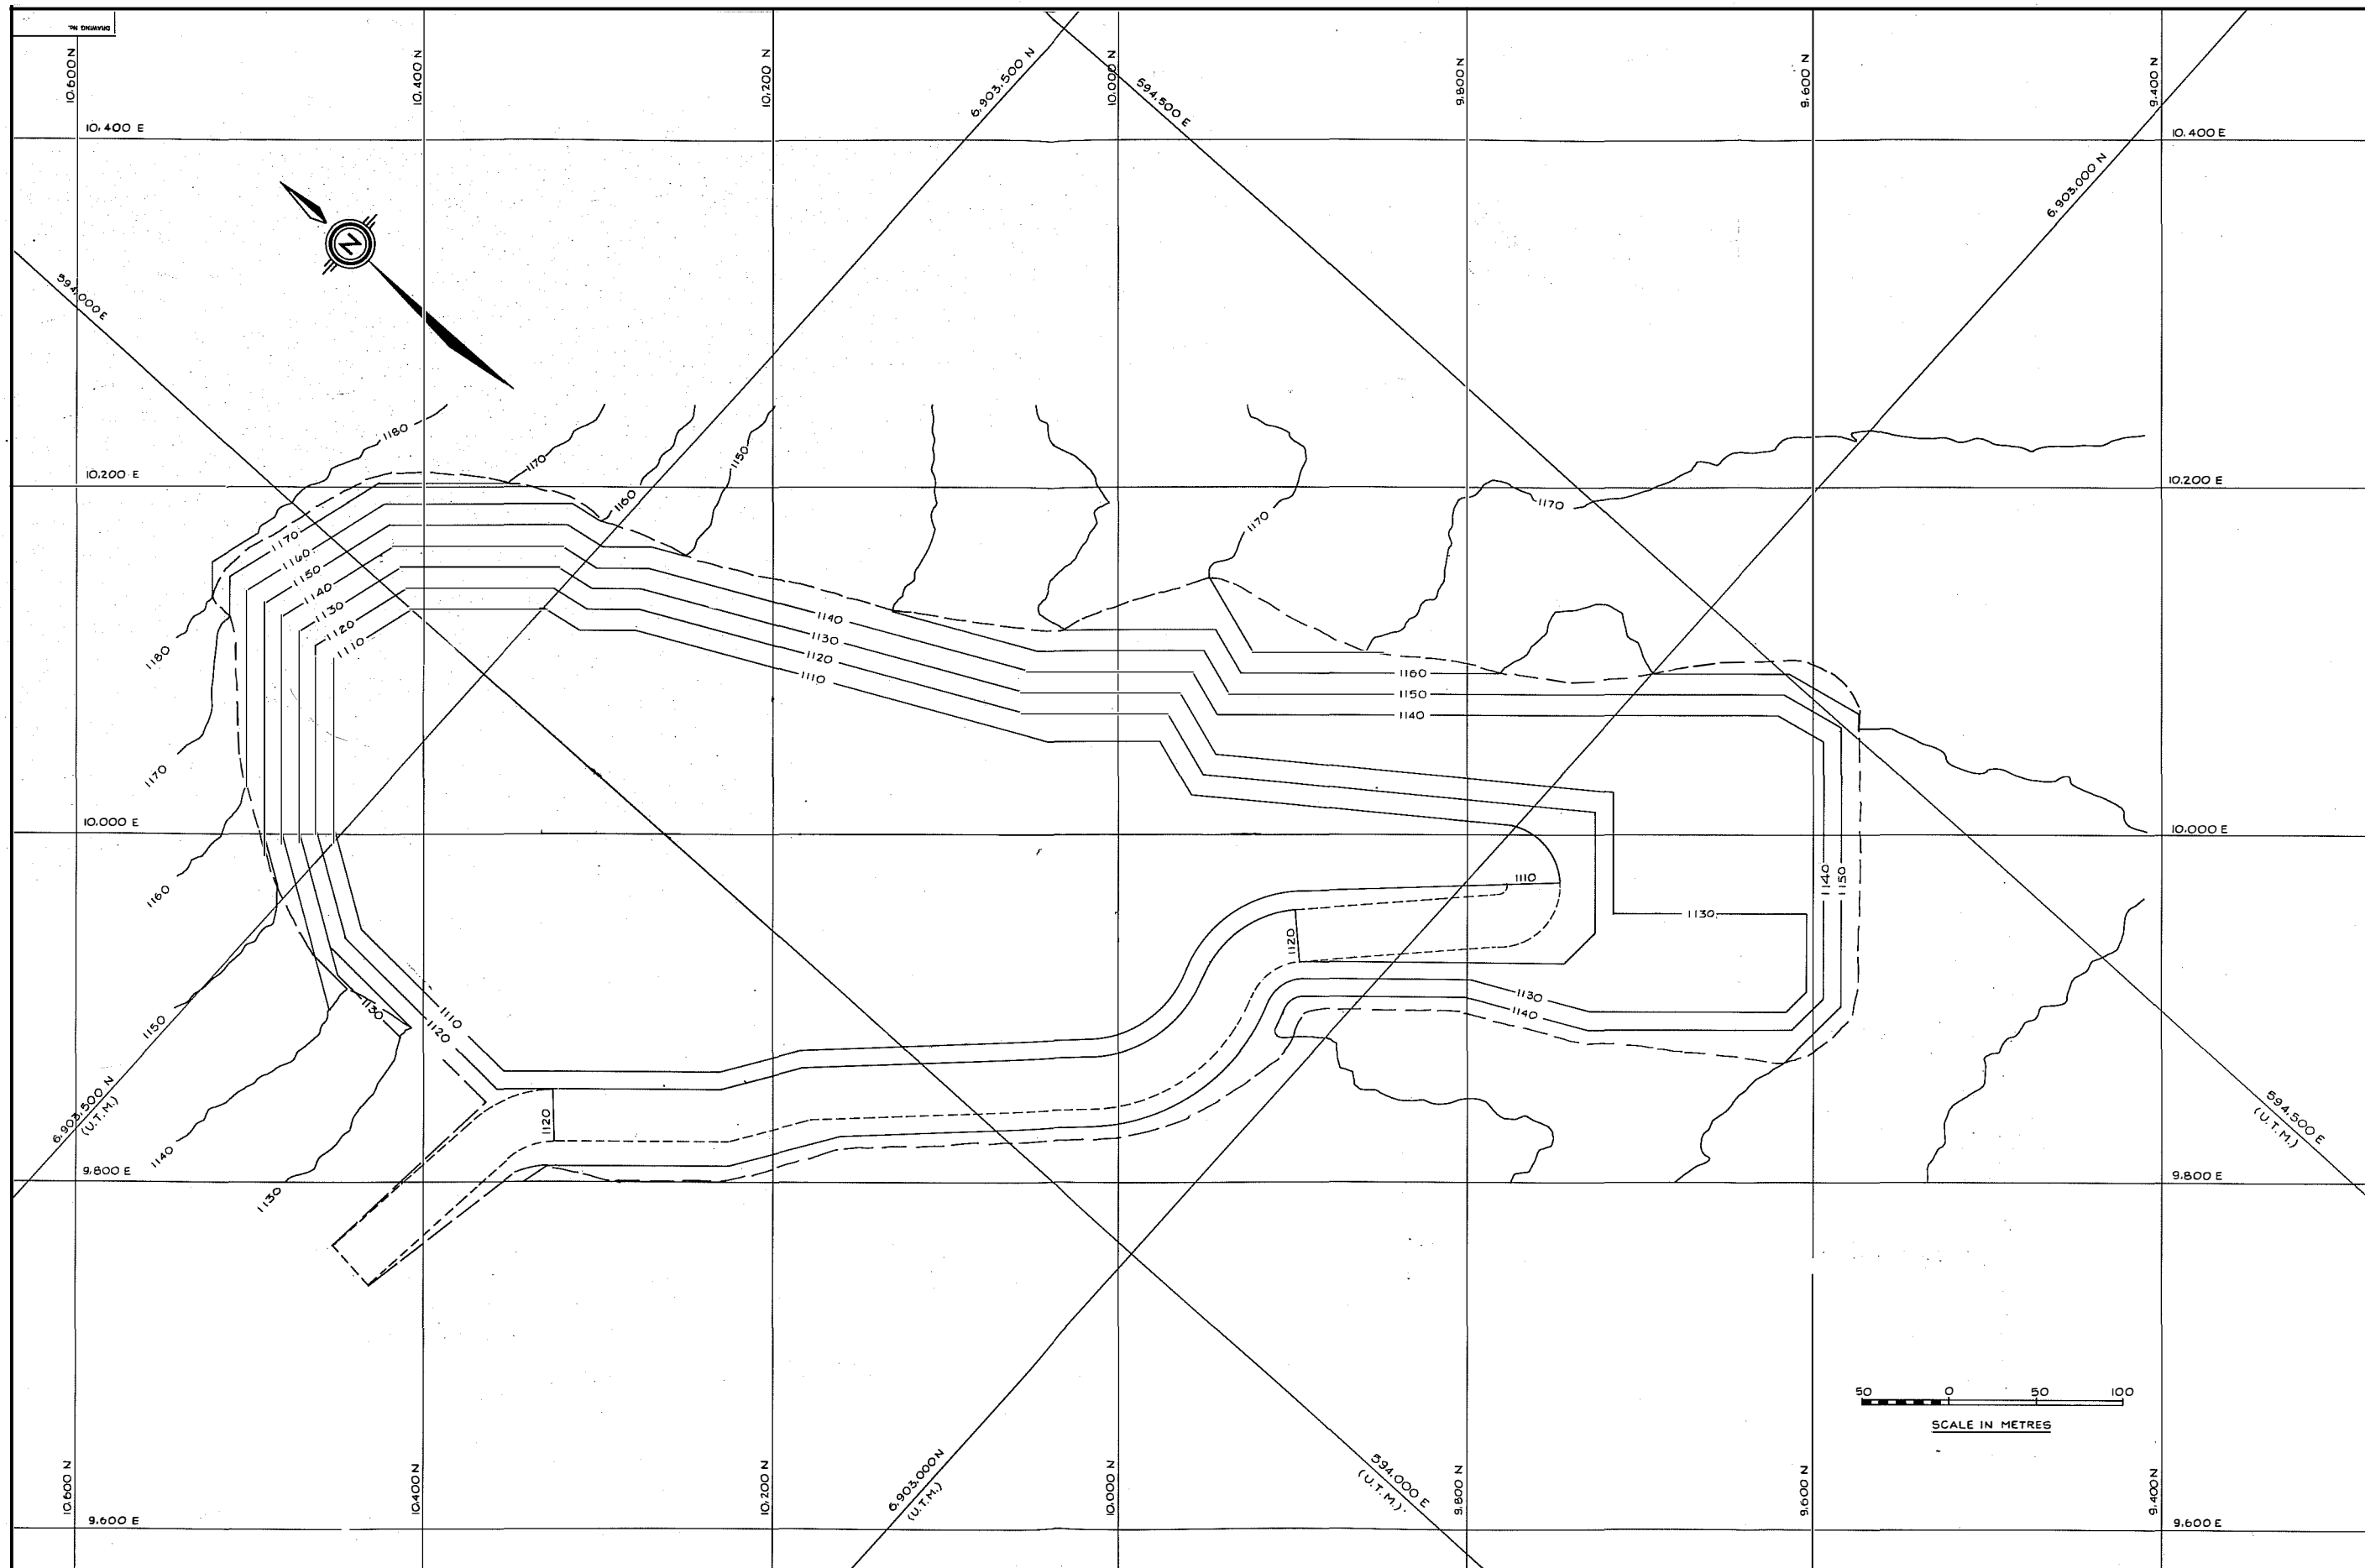 DRAWING No.
10,600 N
10,400 N
10,200 N
10,000 N
9,800 N
9,600 N
9,400 N
6,903,500 N
594,500 E
6,903,000 N
10,400 E
10,400 E
N
594,000 E
1180
1170
1160
1150
10,200 E
10,200 E
1170
1170
1170
1160
1150
1140
1130
1120
1110
1180
1140
1130
1120
1110
1160
1150
1140
1170
10,000 E
10,000 E
1160
1110
1140
1150
1130
1120
1150
1130
1120
1110
1130
1140
6,903,500 N
(U.T.M.)
1140
1120
594,500 E
(U.T.M.)
9,800 E
9,800 E
1130
50 0 50 100
SCALE IN METRES
6,903,000 N
(U.T.M.)
594,000 E
(U.T.M.)
10,600 N
10,400 N
10,200 N
10,000 N
9,800 N
9,600 N
9,400 N
9,600 E
9,600 E